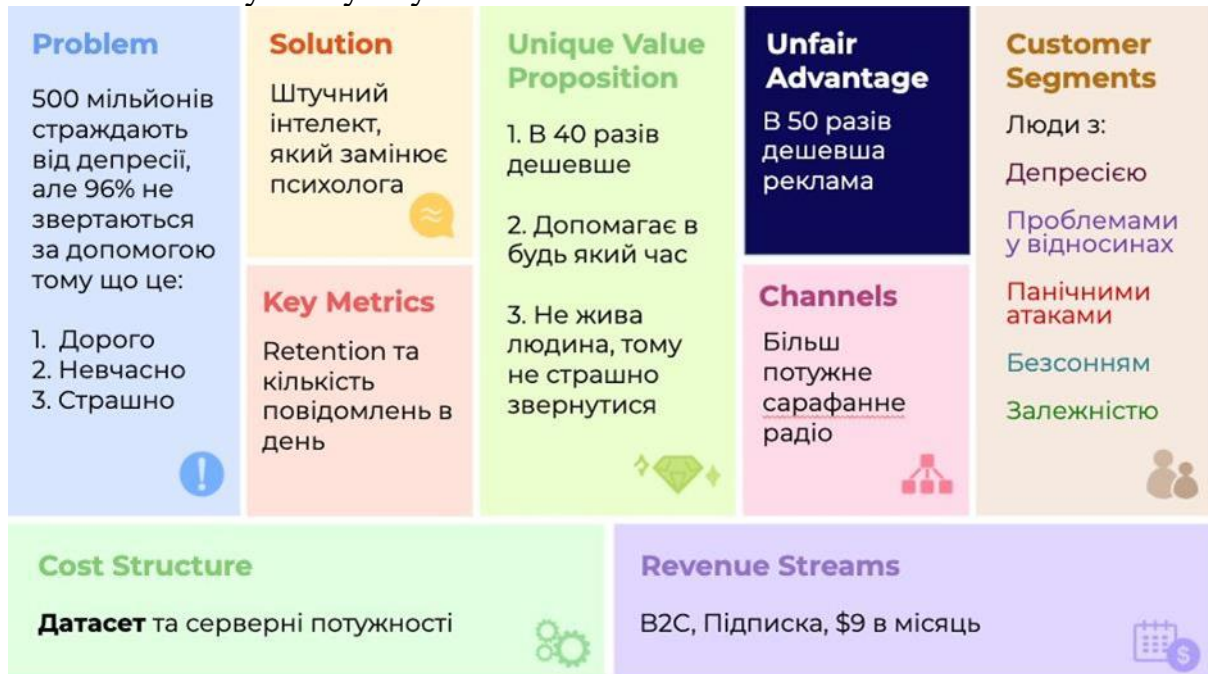 Problem
500 мільйонів
страждають
від депресії,
але 96% не
звертаються
за допомогою
тому що це:
1. Дорого
2. Невчасно
3. Страшно
Solution
Штучний
інтелект,
який замінює
психолога
Key Metrics
Retention та
кількість
повідомлень в
день
Unique Value
Proposition
1. В 40 разів
дешевше
2. Допомагає в
будь який час
3. Не жива
людина, тому
не страшно
звернутися
Unfair
Advantage
В 50 разів
дешевша
реклама
Channels
Більш
потужне
сарафанне
радіо
Customer
Segments
Люди з:
Депресією
Проблемами
у відносинах
Панічними
атаками
Безсонням
Залежністю
Cost Structure
Датасет та серверні потужності
Revenue Streams
B2C, Підписка, $9 в місяць
$